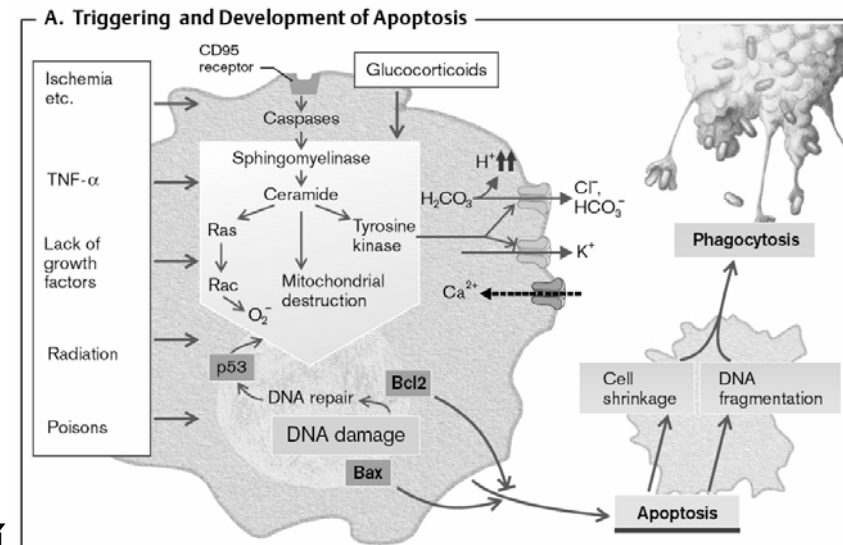 A. Triggering and Development of Apoptosis
Ischemia
etc.
TNF-α
Lack of
growth
factors
Radiation
Poisons
CD95
receptor
Glucocorticoids
Caspases
Sphingomyelinase
Ceramide
Ras
Rac
O₂⁻
Mitochondrial
destruction
Tyrosine
kinase
H⁺
H₂CO₃
Cl⁻,
HCO₃⁻
K⁺
Ca²⁺
p53
DNA repair
Bcl2
DNA damage
Bax
Phagocytosis
Cell
shrinkage
DNA
fragmentation
Apoptosis